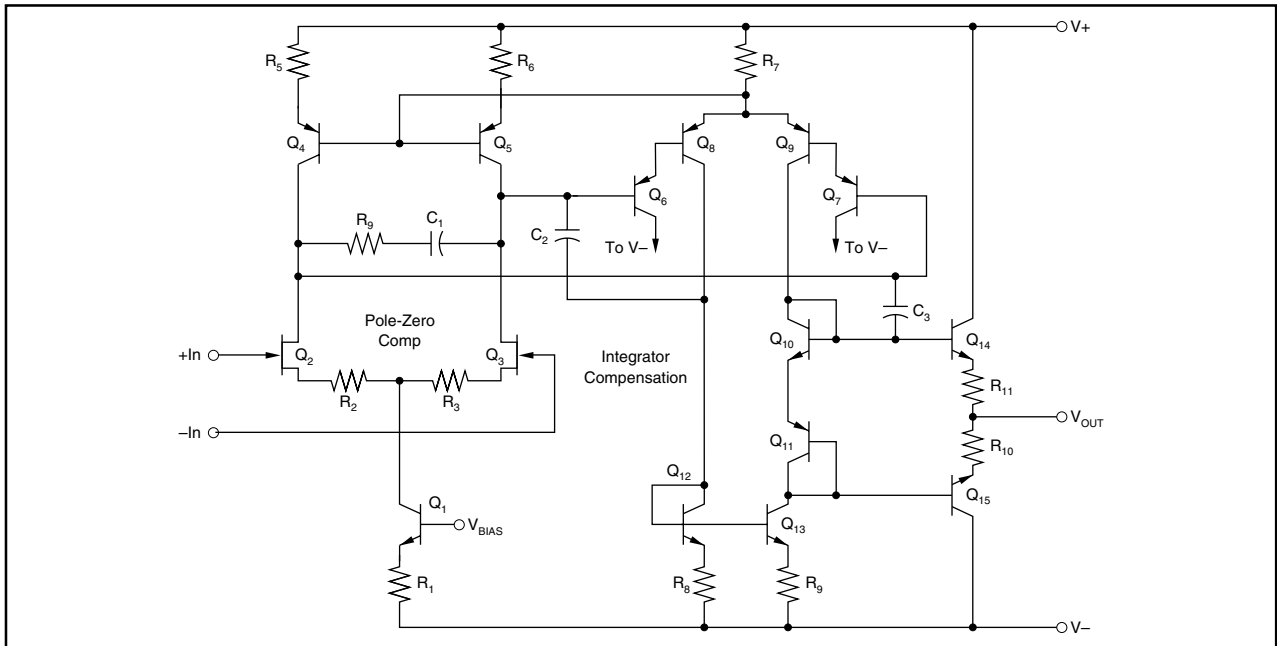 V+
R5
R6
R7
Q4
Q5
Q8
Q9
Q6
Q7
R9
C1
C2
To V–
To V–
C3
Pole-Zero
Comp
+In
Q2
Q3
Integrator
Compensation
Q10
Q14
R11
R2
R3
VOUT
–In
R10
Q11
Q12
Q15
Q1
VBIAS
Q13
R1
R8
R9
V–